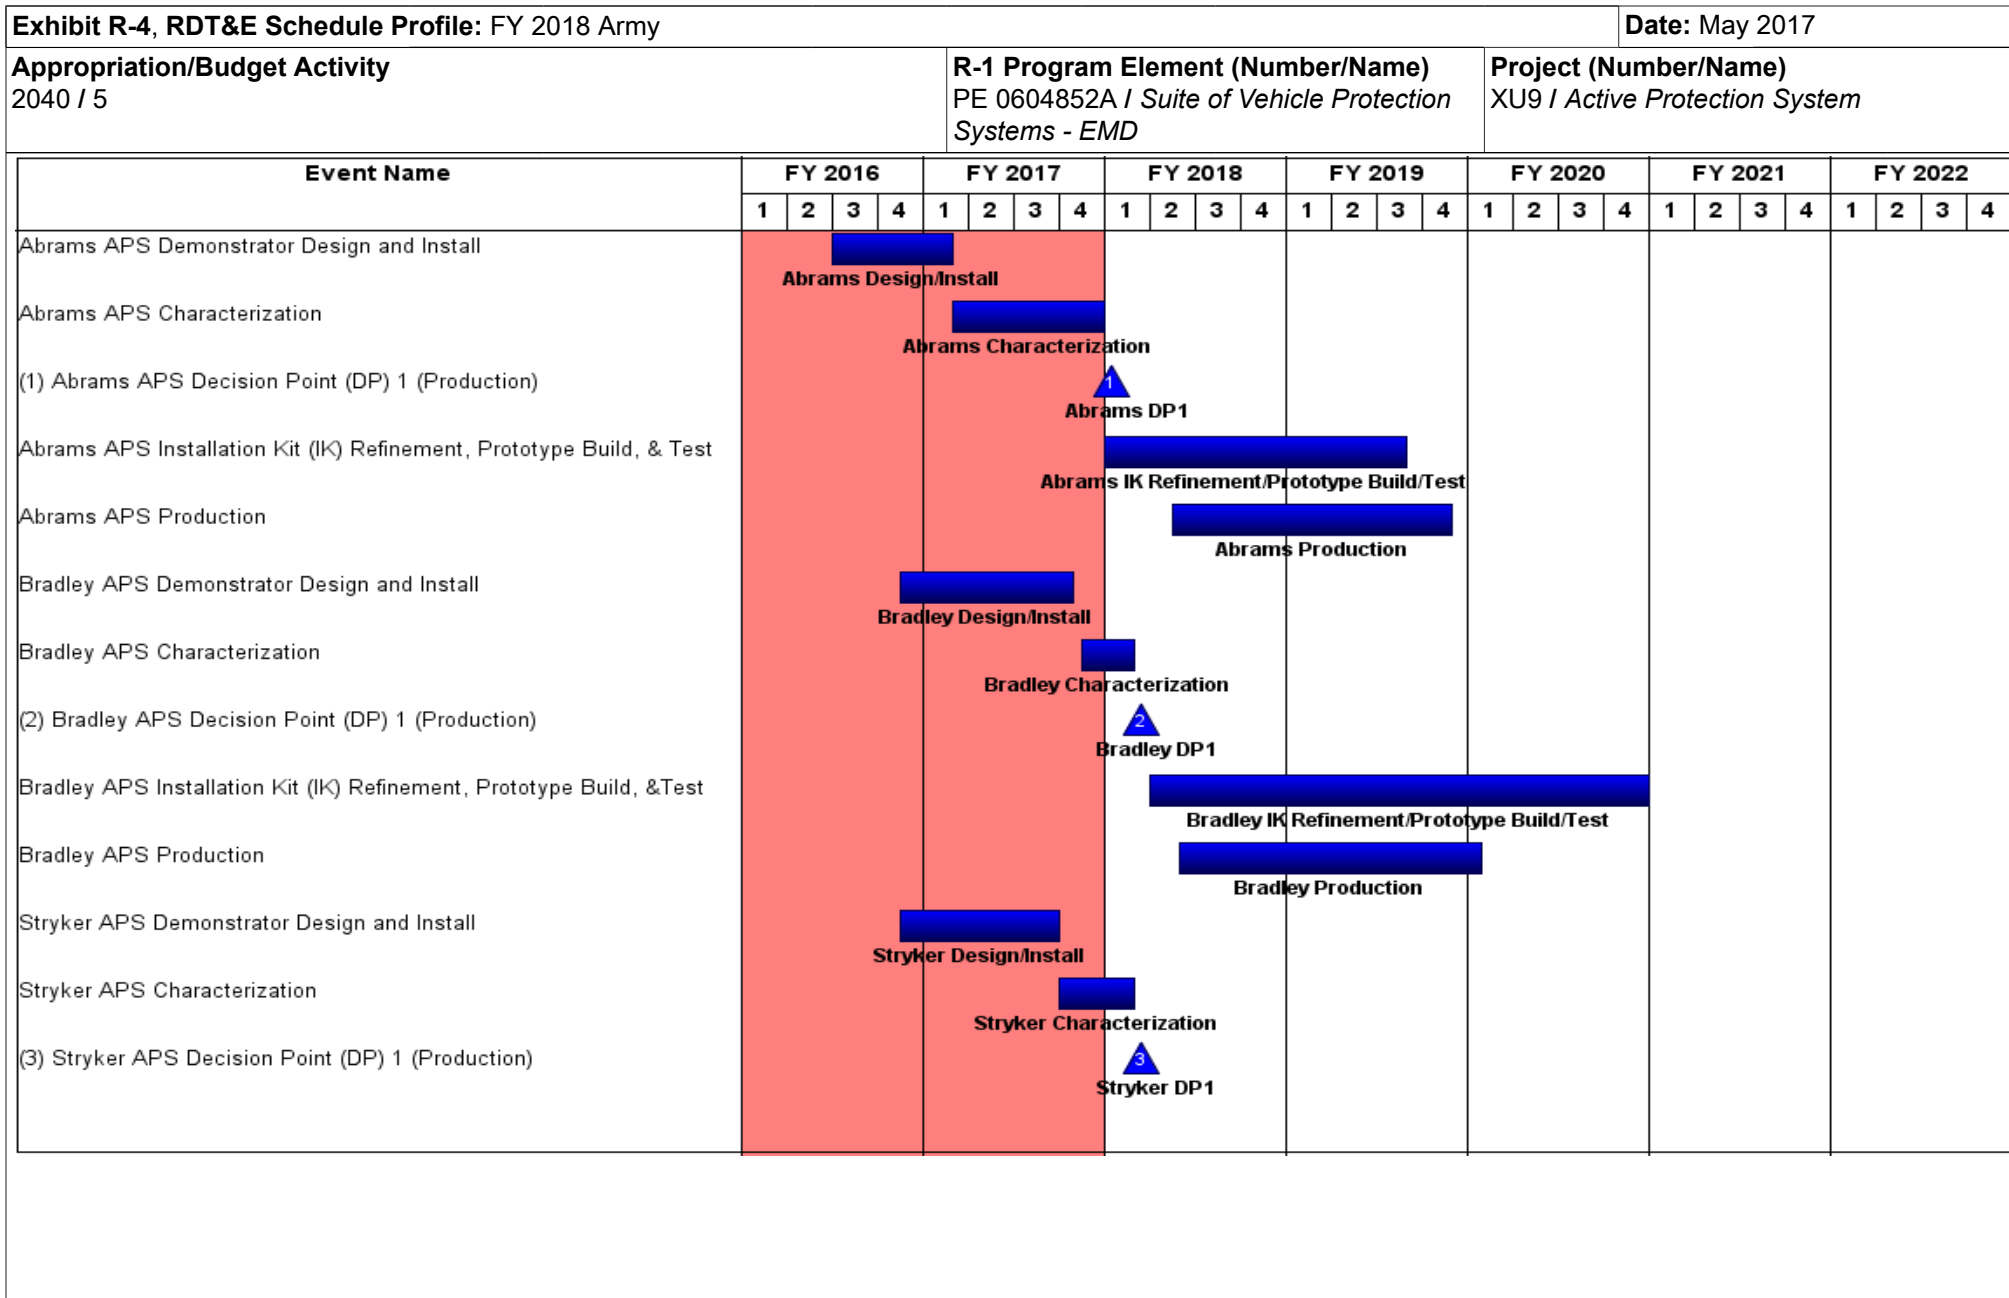 Exhibit R-4, RDT&E Schedule Profile: FY 2018 Army
Date: May 2017
Appropriation/Budget Activity
2040 / 5
R-1 Program Element (Number/Name)
PE 0604852A / Suite of Vehicle Protection
Systems - EMD
Project (Number/Name)
XU9 / Active Protection System
Event Name
FY 2016 FY 2017 FY 2018 FY 2019 FY 2020 FY 2021 FY 2022
1 2 3 4 1 2 3 4 1 2 3 4 1 2 3 4 1 2 3 4 1 2 3 4 1 2 3 4
Abrams APS Demonstrator Design and Install
Abrams Design/Install
Abrams APS Characterization
Abrams Characterization
(1) Abrams APS Decision Point (DP) 1 (Production)
1
Abrams DP1
Abrams APS Installation Kit (IK) Refinement, Prototype Build, & Test
Abrams IK Refinement/Prototype Build/Test
Abrams APS Production
Abrams Production
Bradley APS Demonstrator Design and Install
Bradley Design/Install
Bradley APS Characterization
Bradley Characterization
(2) Bradley APS Decision Point (DP) 1 (Production)
2
Bradley DP1
Bradley APS Installation Kit (IK) Refinement, Prototype Build, &Test
Bradley IK Refinement/Prototype Build/Test
Bradley APS Production
Bradley Production
Stryker APS Demonstrator Design and Install
Stryker Design/Install
Stryker APS Characterization
Stryker Characterization
(3) Stryker APS Decision Point (DP) 1 (Production)
3
Stryker DP1